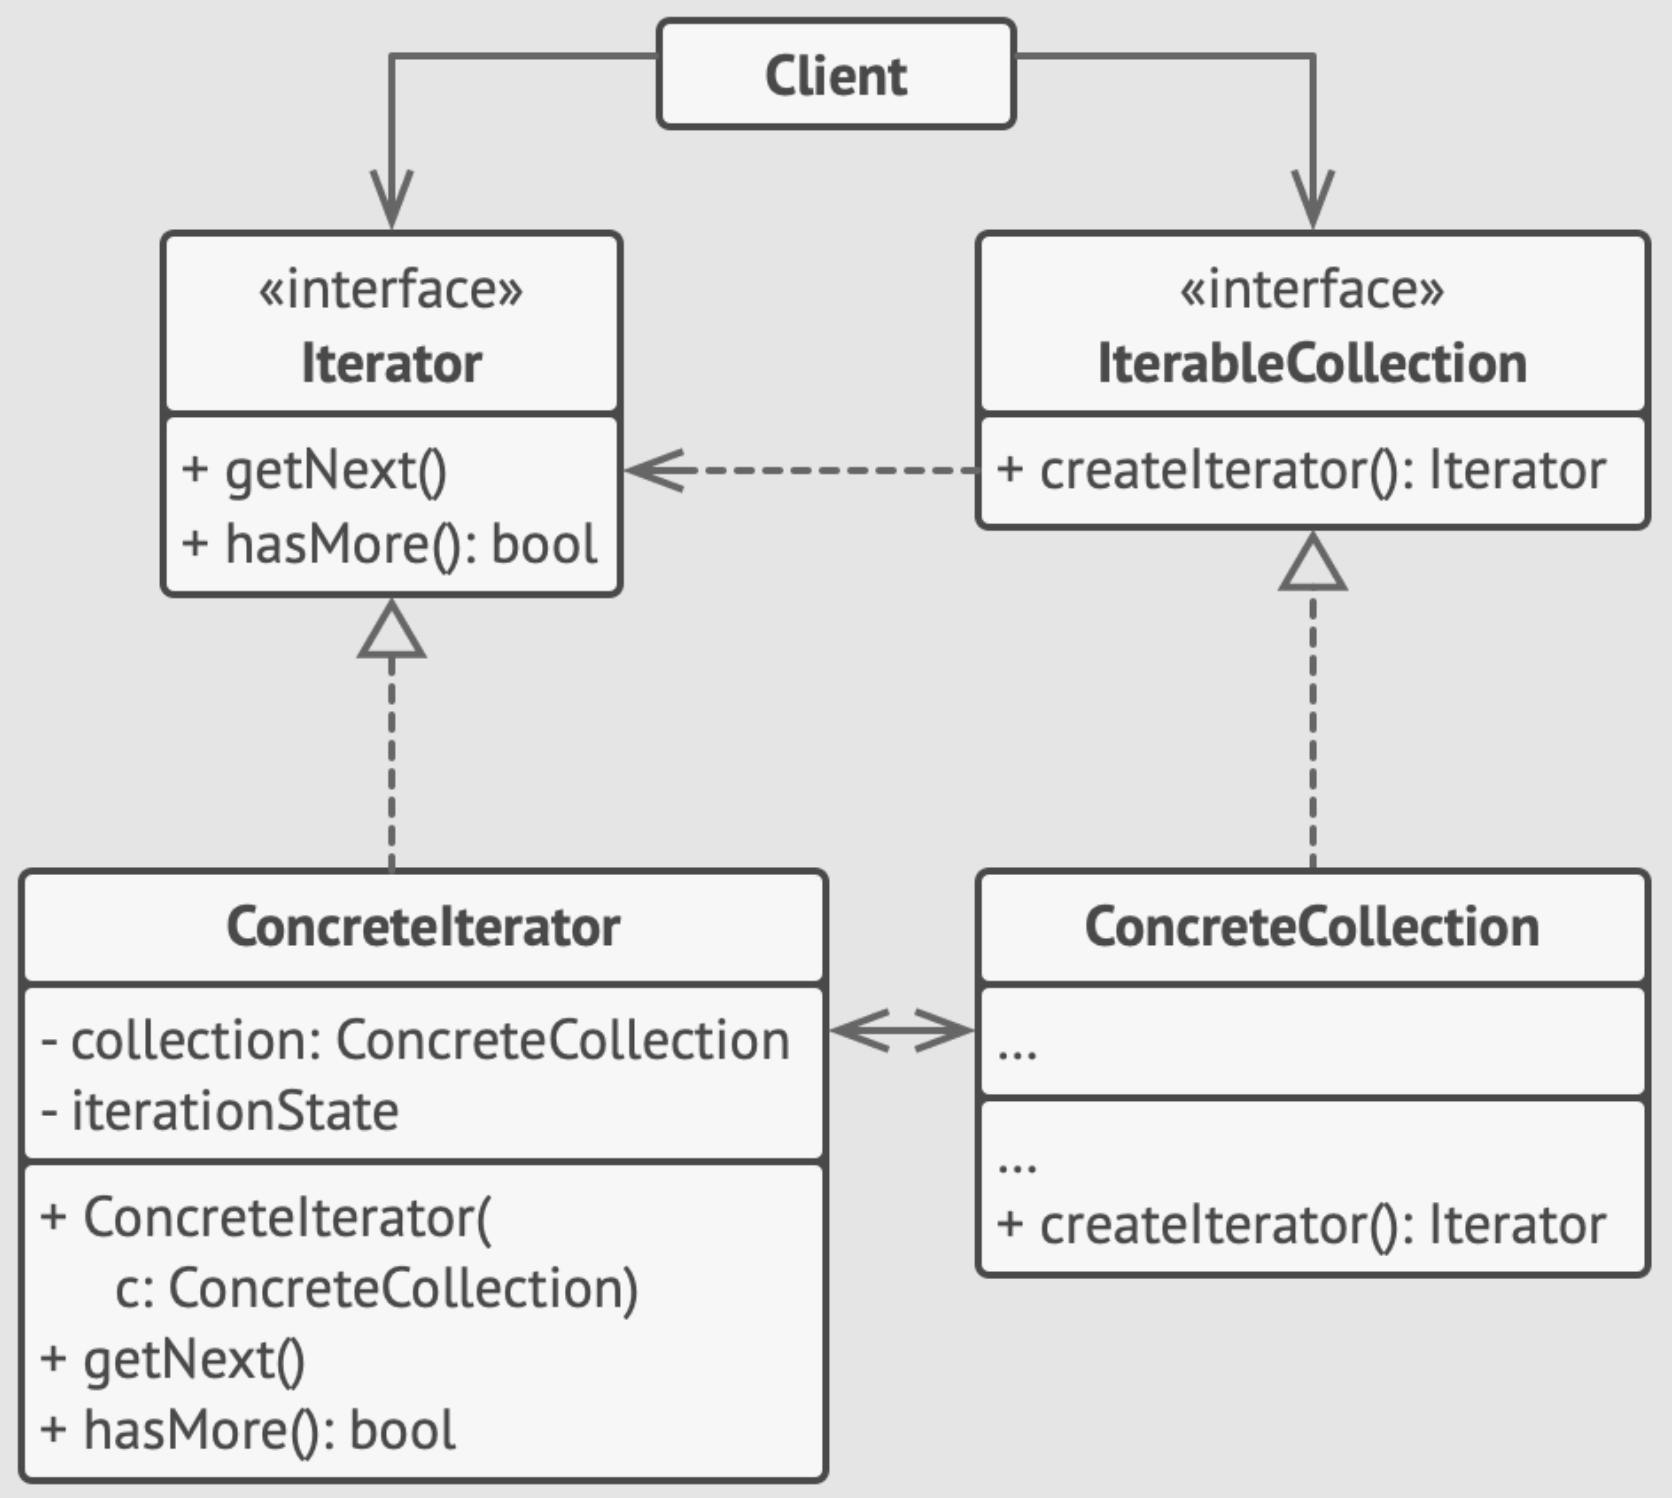 Client
«interface»
Iterator
+ getNext()
+ hasMore(): bool
«interface»
IterableCollection
+ createIterator(): Iterator
ConcreteIterator
- collection: ConcreteCollection
- iterationState
+ ConcreteIterator(
c: ConcreteCollection)
+ getNext()
+ hasMore(): bool
ConcreteCollection
...
...
+ createIterator(): Iterator